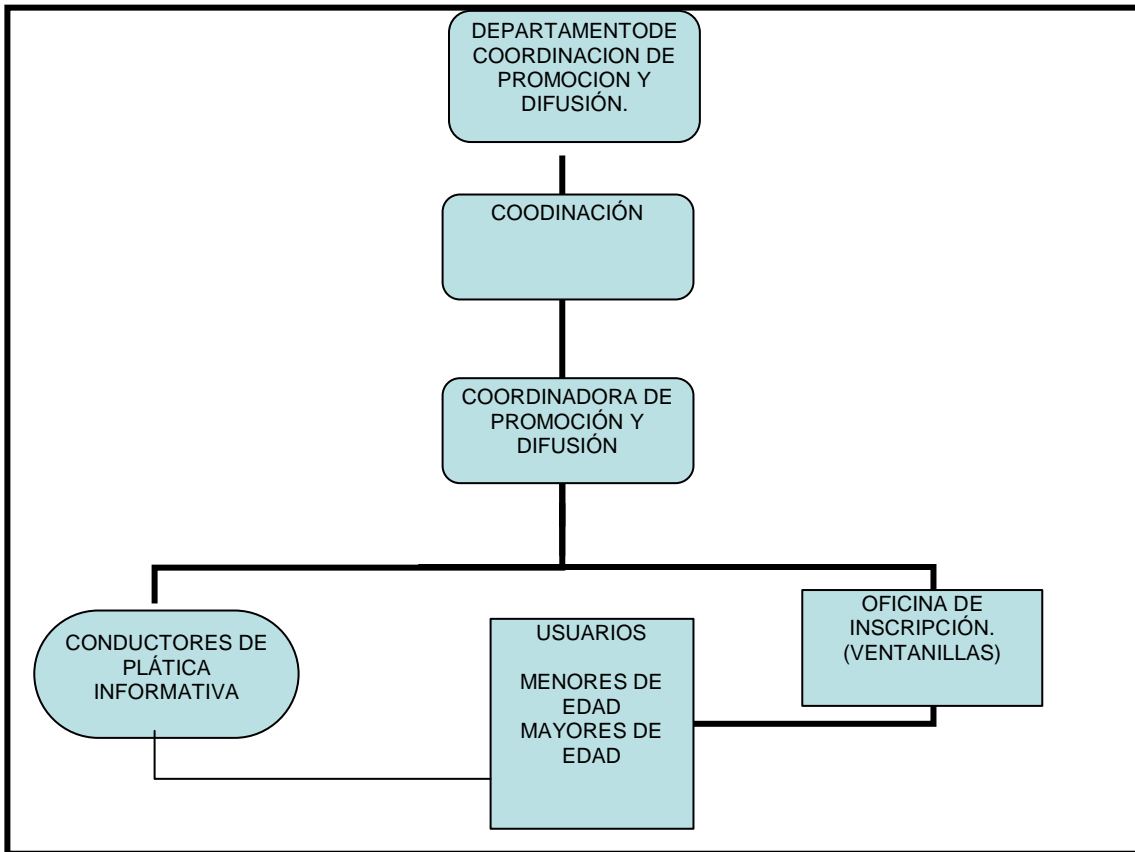 DEPARTAMENTODE
COORDINACION DE
PROMOCION Y
DIFUSIÓN.
COODINACIÓN
COORDINADORA DE
PROMOCIÓN Y
DIFUSIÓN
CONDUCTORES DE
PLÁTICA
INFORMATIVA
USUARIOS
MENORES DE
EDAD
MAYORES DE
EDAD
OFICINA DE
INSCRIPCIÓN.
(VENTANILLAS)